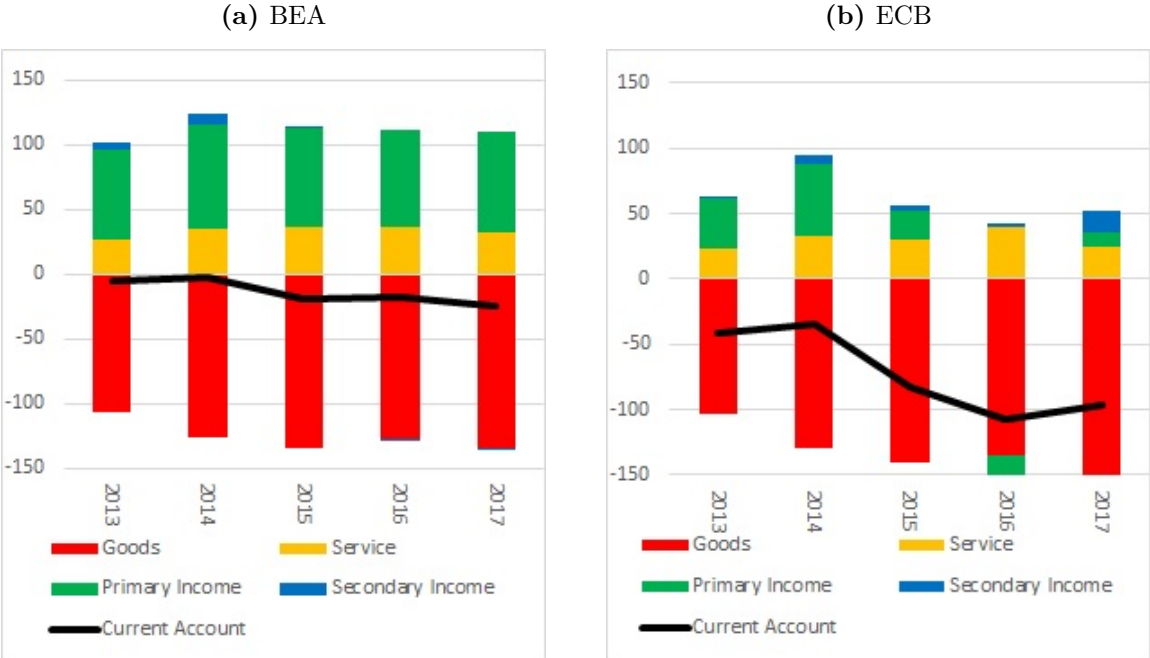 (a) BEA
150
100
50
0
-50
-100
-150
2013
2014
2015
2016
2017
Goods
Service
Primary Income
Secondary Income
Current Account
(b) ECB
150
100
50
0
-50
-100
-150
2013
2014
2015
2016
2017
Goods
Service
Primary Income
Secondary Income
Current Account